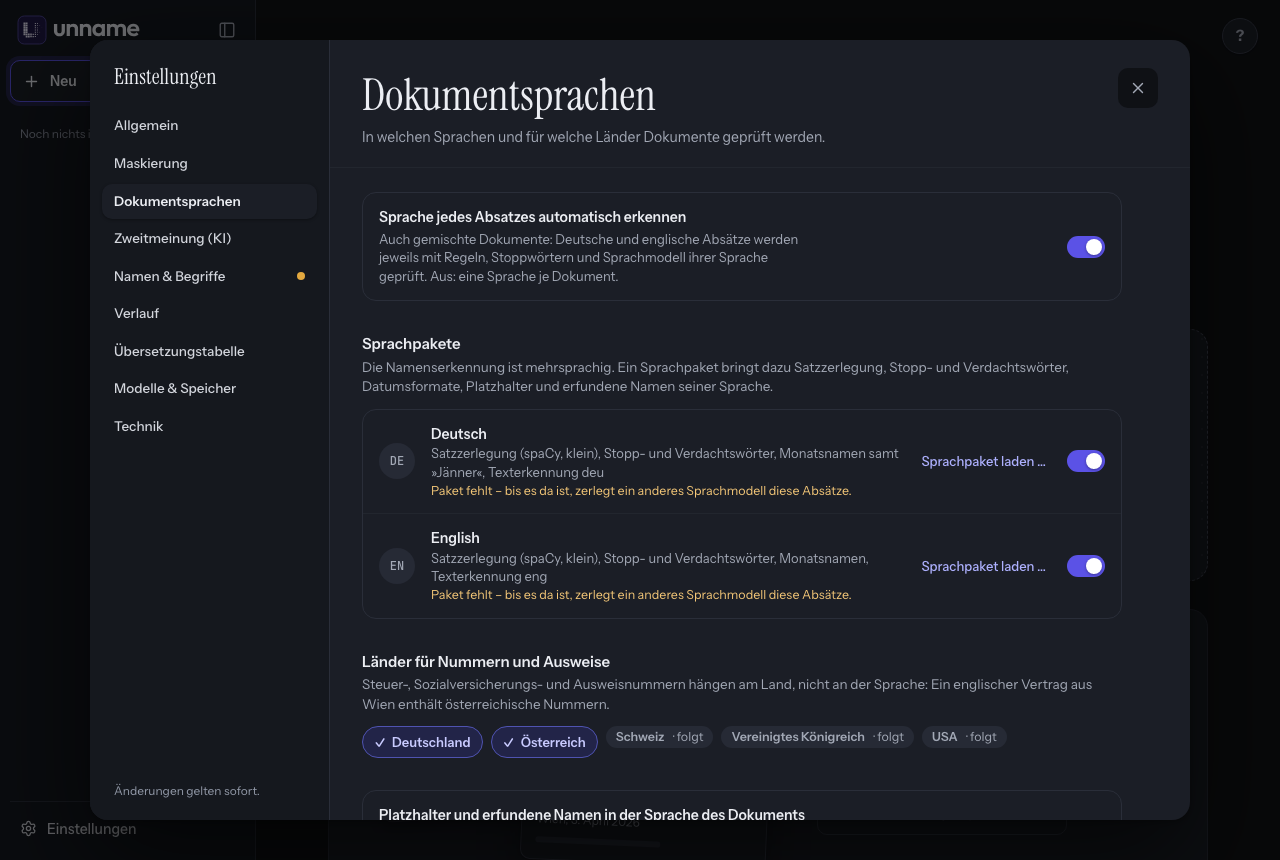 unname
?
Neu
Noch nichts
Einstellungen
Allgemein
Maskierung
Dokumentsprachen
Zweitmeinung (KI)
Namen & Begriffe
Verlauf
Übersetzungstabelle
Modelle & Speicher
Technik
Änderungen gelten sofort.
Einstellungen
Dokumentsprachen
In welchen Sprachen und für welche Länder Dokumente geprüft werden.
Sprache jedes Absatzes automatisch erkennen
Auch gemischte Dokumente: Deutsche und englische Absätze werden
jeweils mit Regeln, Stoppwörtern und Sprachmodell ihrer Sprache
geprüft. Aus: eine Sprache je Dokument.
Sprachpakete
Die Namenserkennung ist mehrsprachig. Ein Sprachpaket bringt dazu Satzzerlegung, Stopp- und Verdachtswörter,
Datumsformate, Platzhalter und erfundene Namen seiner Sprache.
DE
Deutsch
Satzzerlegung (spaCy, klein), Stopp- und Verdachtswörter, Monatsnamen samt
»Jänner«, Texterkennung deu
Paket fehlt – bis es da ist, zerlegt ein anderes Sprachmodell diese Absätze.
Sprachpaket laden …
EN
English
Satzzerlegung (spaCy, klein), Stopp- und Verdachtswörter, Monatsnamen,
Texterkennung eng
Paket fehlt – bis es da ist, zerlegt ein anderes Sprachmodell diese Absätze.
Sprachpaket laden …
Länder für Nummern und Ausweise
Steuer-, Sozialversicherungs- und Ausweisnummern hängen am Land, nicht an der Sprache: Ein englischer Vertrag aus
Wien enthält österreichische Nummern.
✓ Deutschland ✓ Österreich Schweiz · folgt Vereinigtes Königreich · folgt USA · folgt
Platzhalter und erfundene Namen in der Sprache des Dokuments